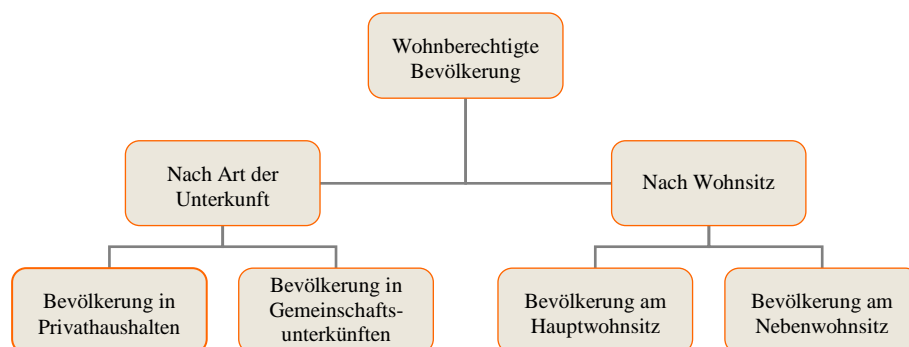 Wohnberechtigte
Bevölkerung
Nach Art der
Unterkunft
Nach Wohnsitz
Bevölkerung in
Privathaushalten
Bevölkerung in
Gemeinschafts-
unterkünften
Bevölkerung am
Hauptwohnsitz
Bevölkerung am
Nebenwohnsitz